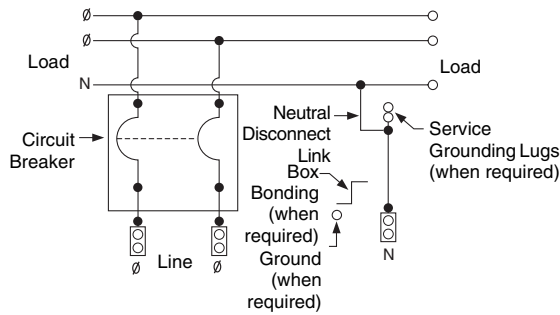 Ø
Ø
Load
N
Load
Circuit
Breaker
Neutral
Disconnect
Link
Service
Grounding Lugs
(when required)
Box
Bonding
(when
required)
Ground
(when
required)
Line
Ø
Ø
N